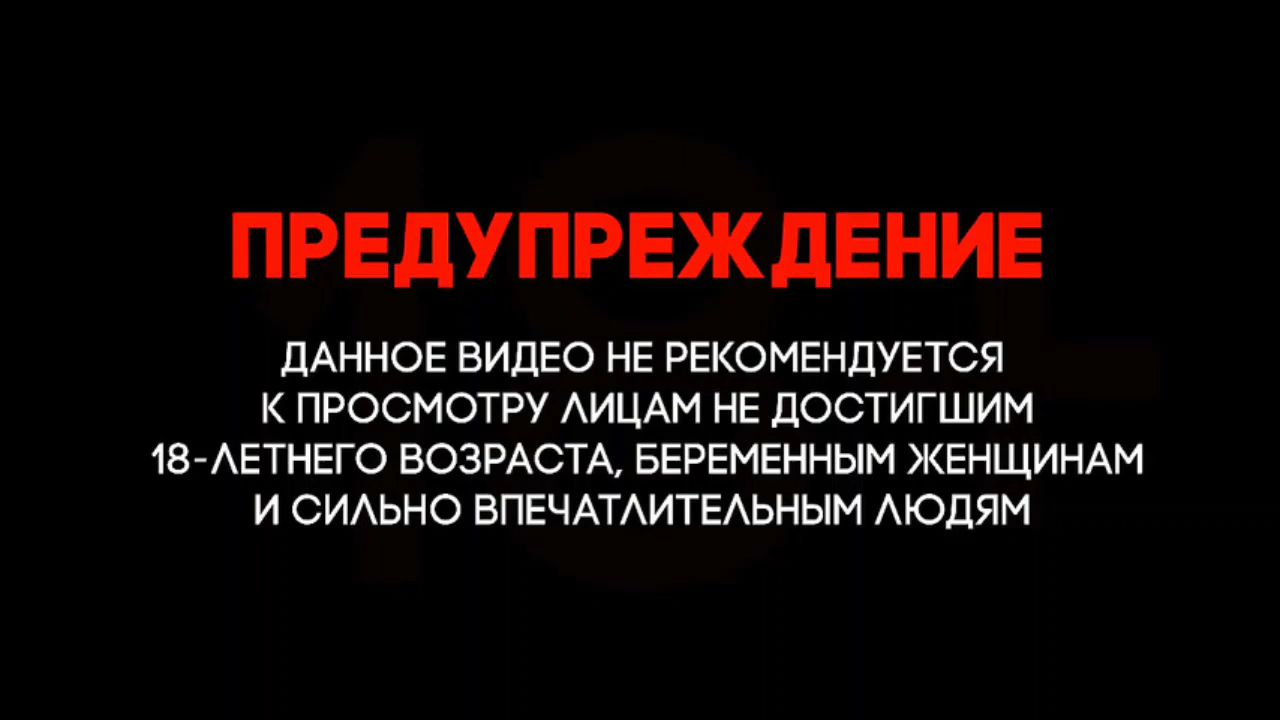 ПРЕДУПРЕЖДЕНИЕ
ДАННОЕ ВИДЕО НЕ РЕКОМЕНДУЕТСЯ
К ПРОСМОТРУ ЛИЦАМ НЕ ДОСТИГШИМ
18-ЛЕТНЕГО ВОЗРАСТА, БЕРЕМЕННЫМ ЖЕНЩИНАМ
И СИЛЬНО ВПЕЧАТЛИТЕЛЬНЫМ ЛЮДЯМ